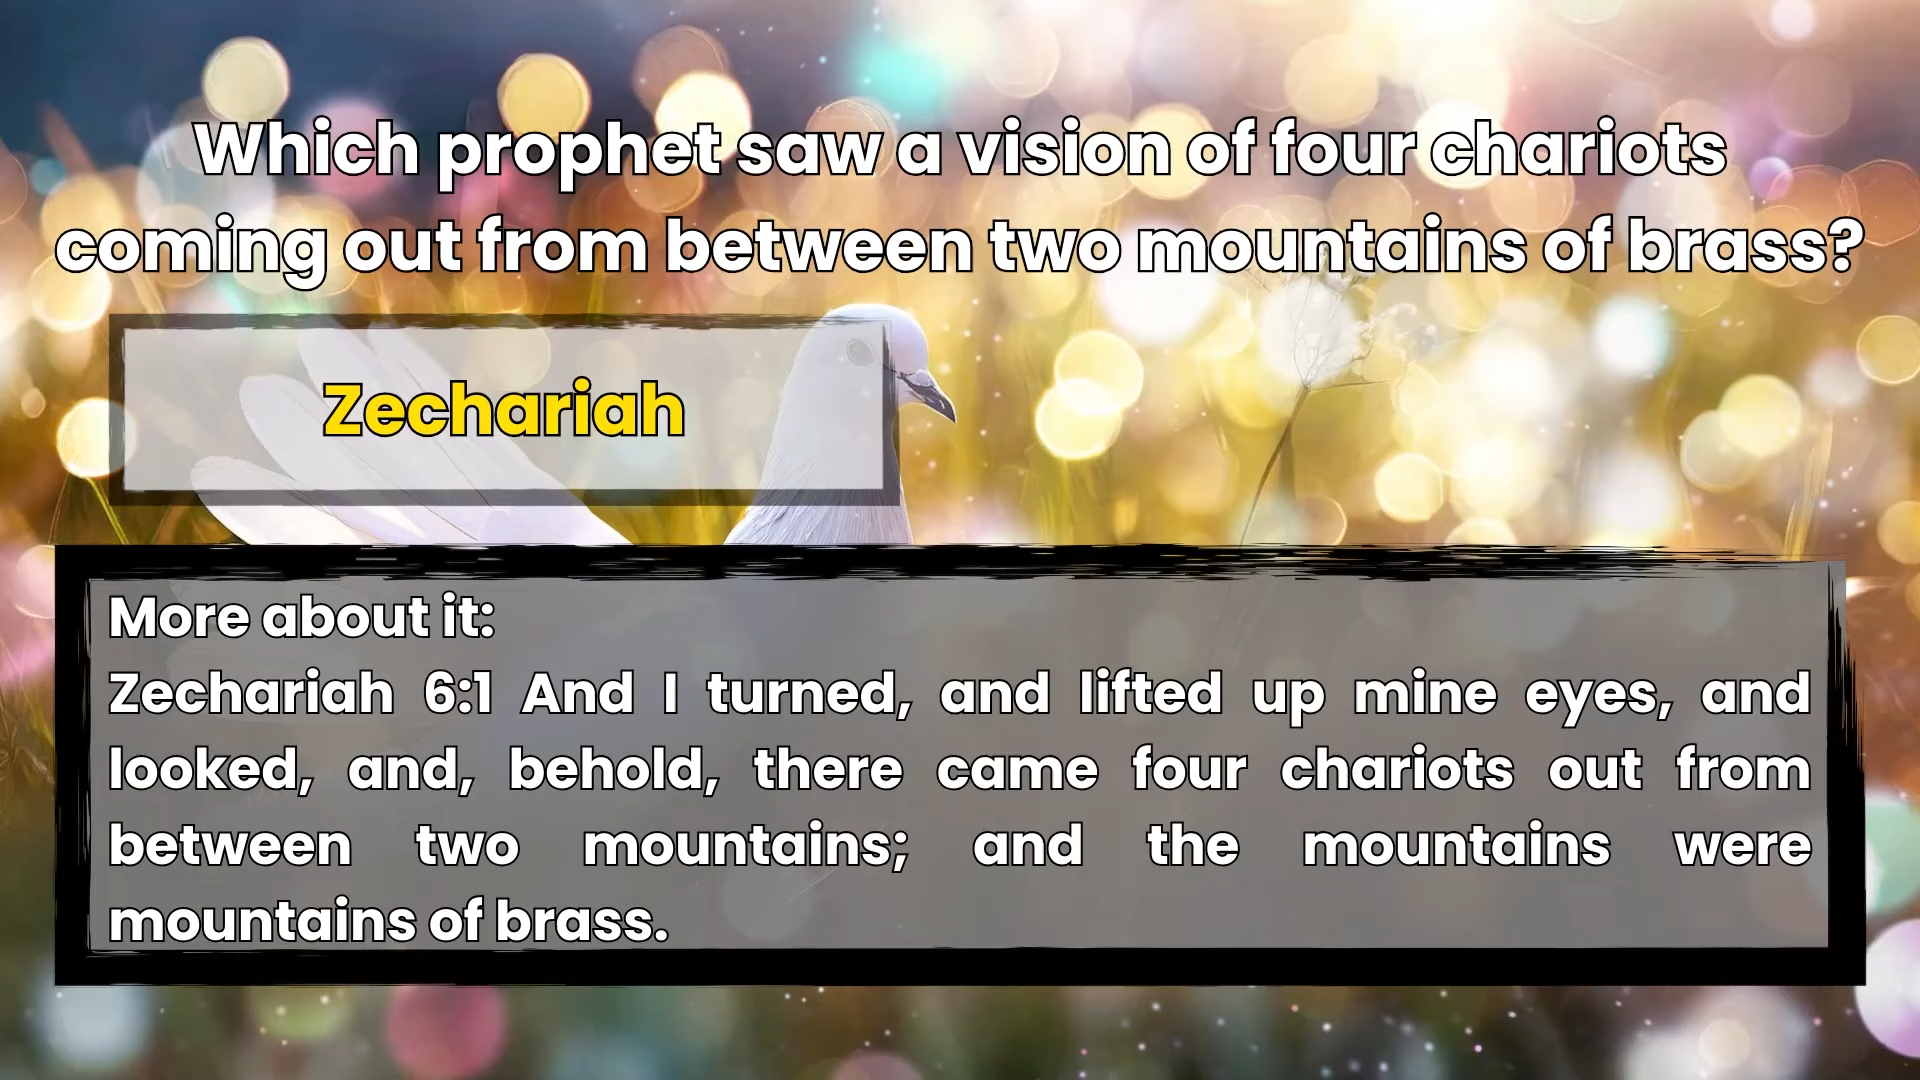 Which prophet saw a vision of four chariots
coming out from between two mountains of brass?
Zechariah
More about it:
Zechariah 6:1 And I turned, and lifted up mine eyes, and
looked, and, behold, there came four chariots out from
between two mountains; and the mountains were
mountains of brass.